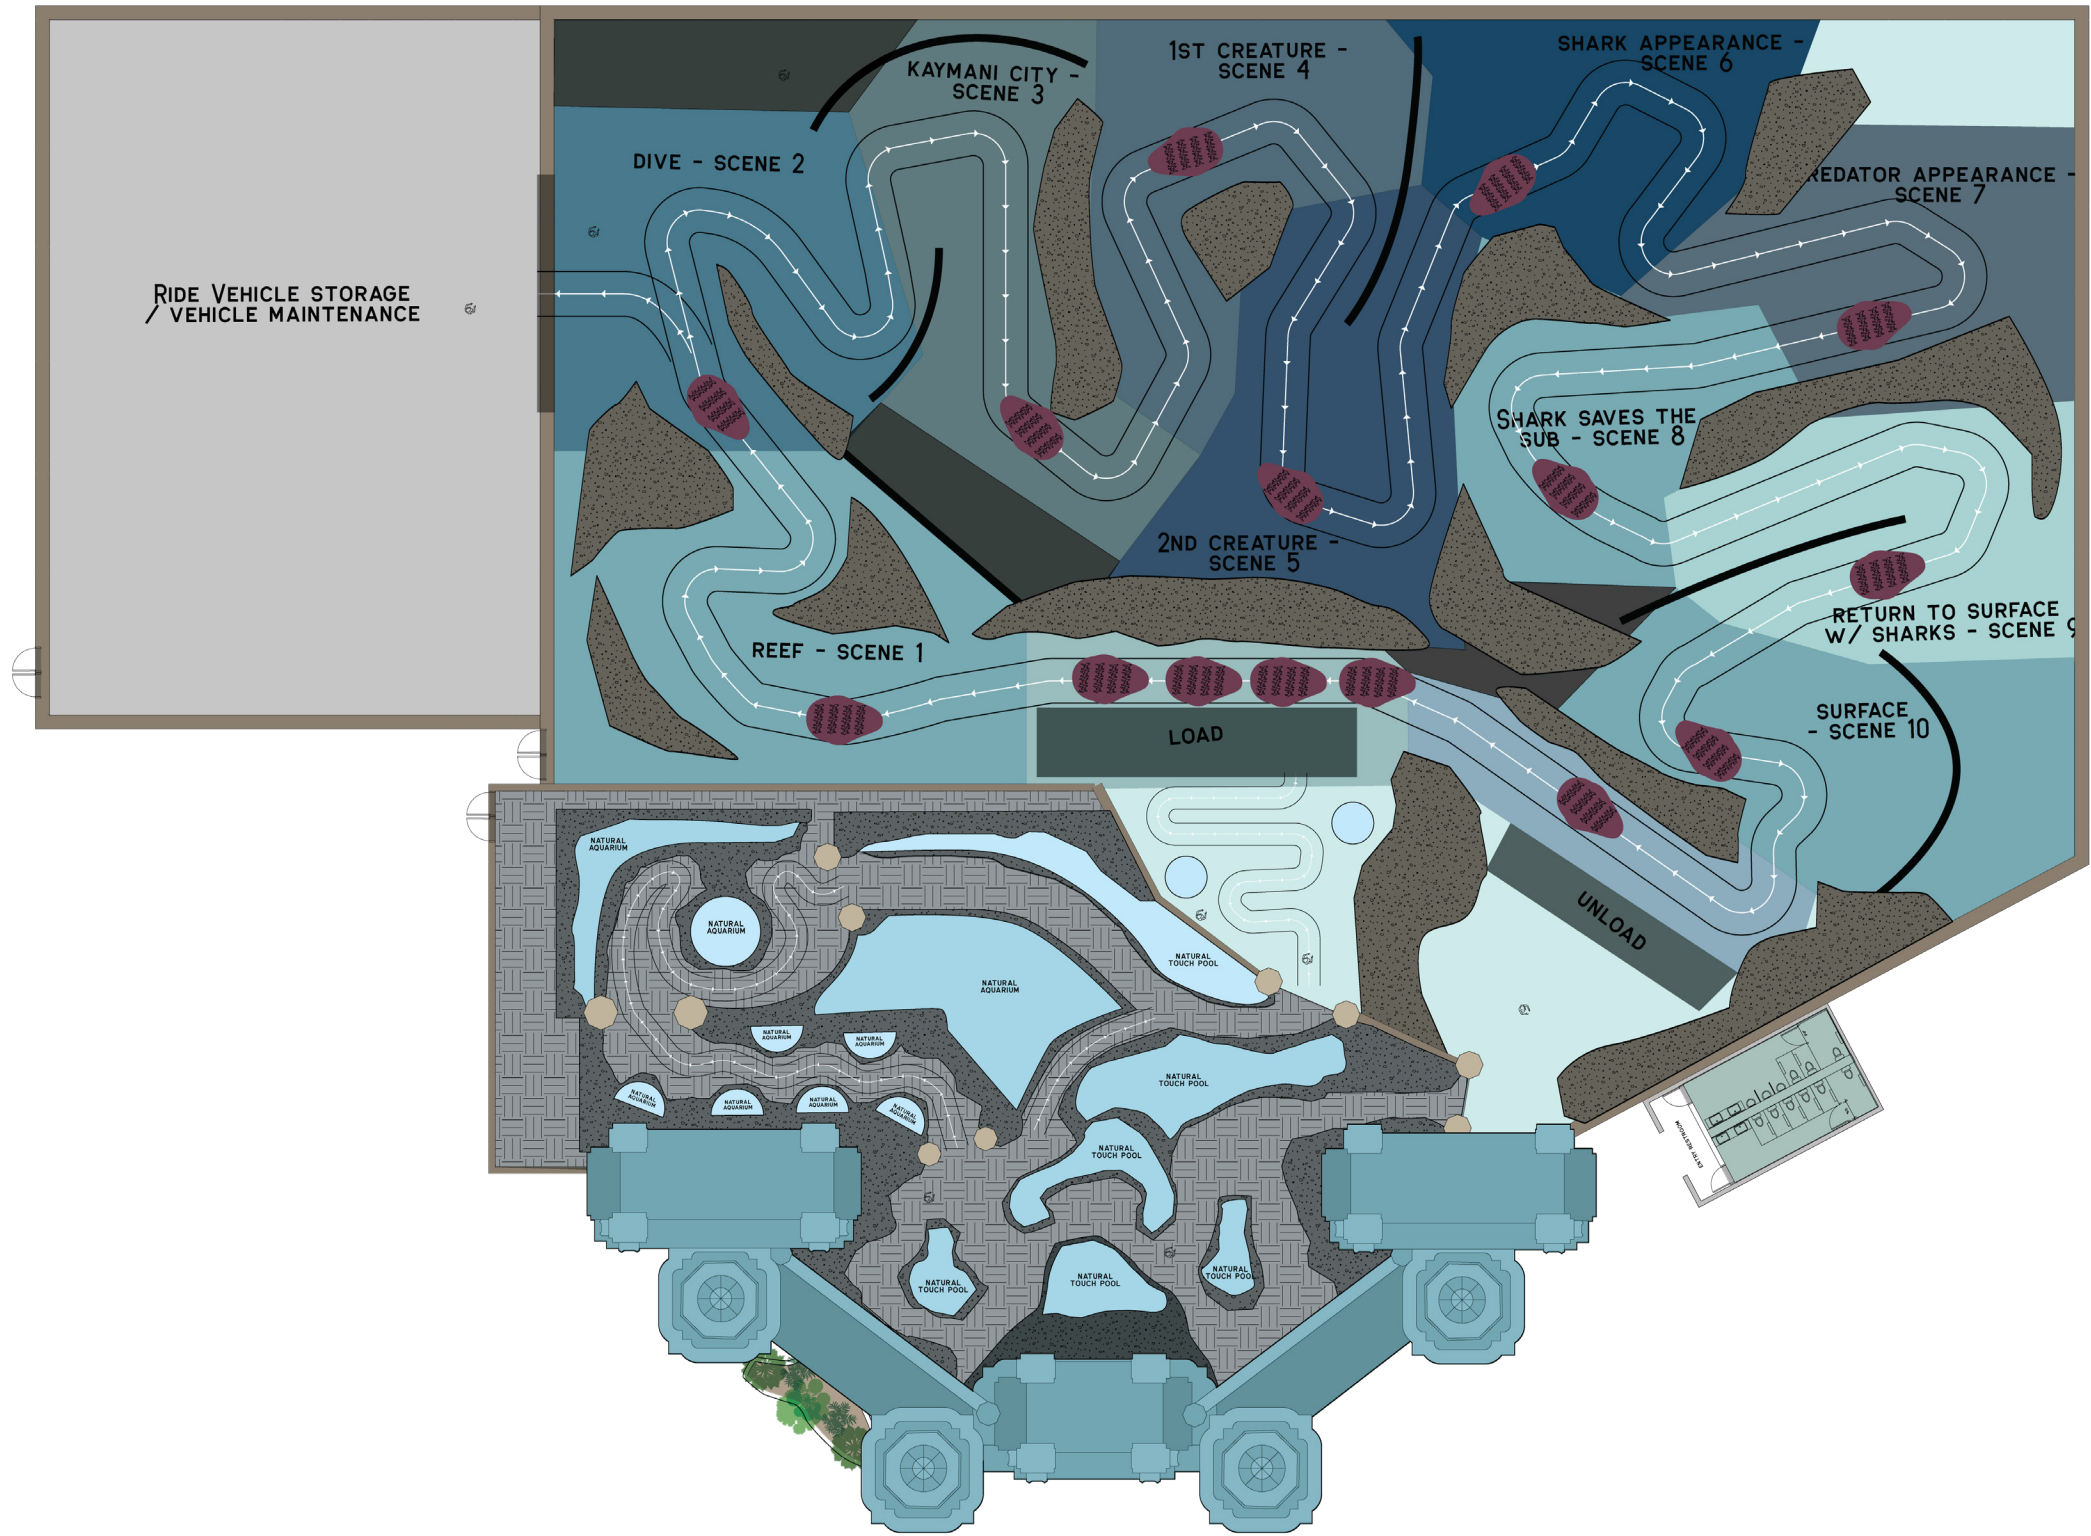 KAYMANI CITY -
SCENE 3
1ST CREATURE -
SCENE 4
SHARK APPEARANCE -
SCENE 6
DIVE - SCENE 2
REDATOR APPEARANCE -
SCENE 7
RIDE VEHICLE STORAGE
/ VEHICLE MAINTENANCE
SHARK SAVES THE
SUB - SCENE 8
2ND CREATURE -
SCENE 5
RETURN TO SURFACE
W/ SHARKS - SCENE 9
REEF - SCENE 1
SURFACE
- SCENE 10
LOAD
UNLOAD
NATURAL
AQUARIUM
NATURAL
AQUARIUM
NATURAL
TOUCH POOL
NATURAL
AQUARIUM
NATURAL
AQUARIUM
NATURAL
AQUARIUM
NATURAL
TOUCH POOL
NATURAL
AQUARIUM
NATURAL
AQUARIUM
NATURAL
AQUARIUM
NATURAL
AQUARIUM
NATURAL
TOUCH POOL
ENTRY RESTROOM
NATURAL
TOUCH POOL
NATURAL
TOUCH POOL
NATURAL
TOUCH POOL